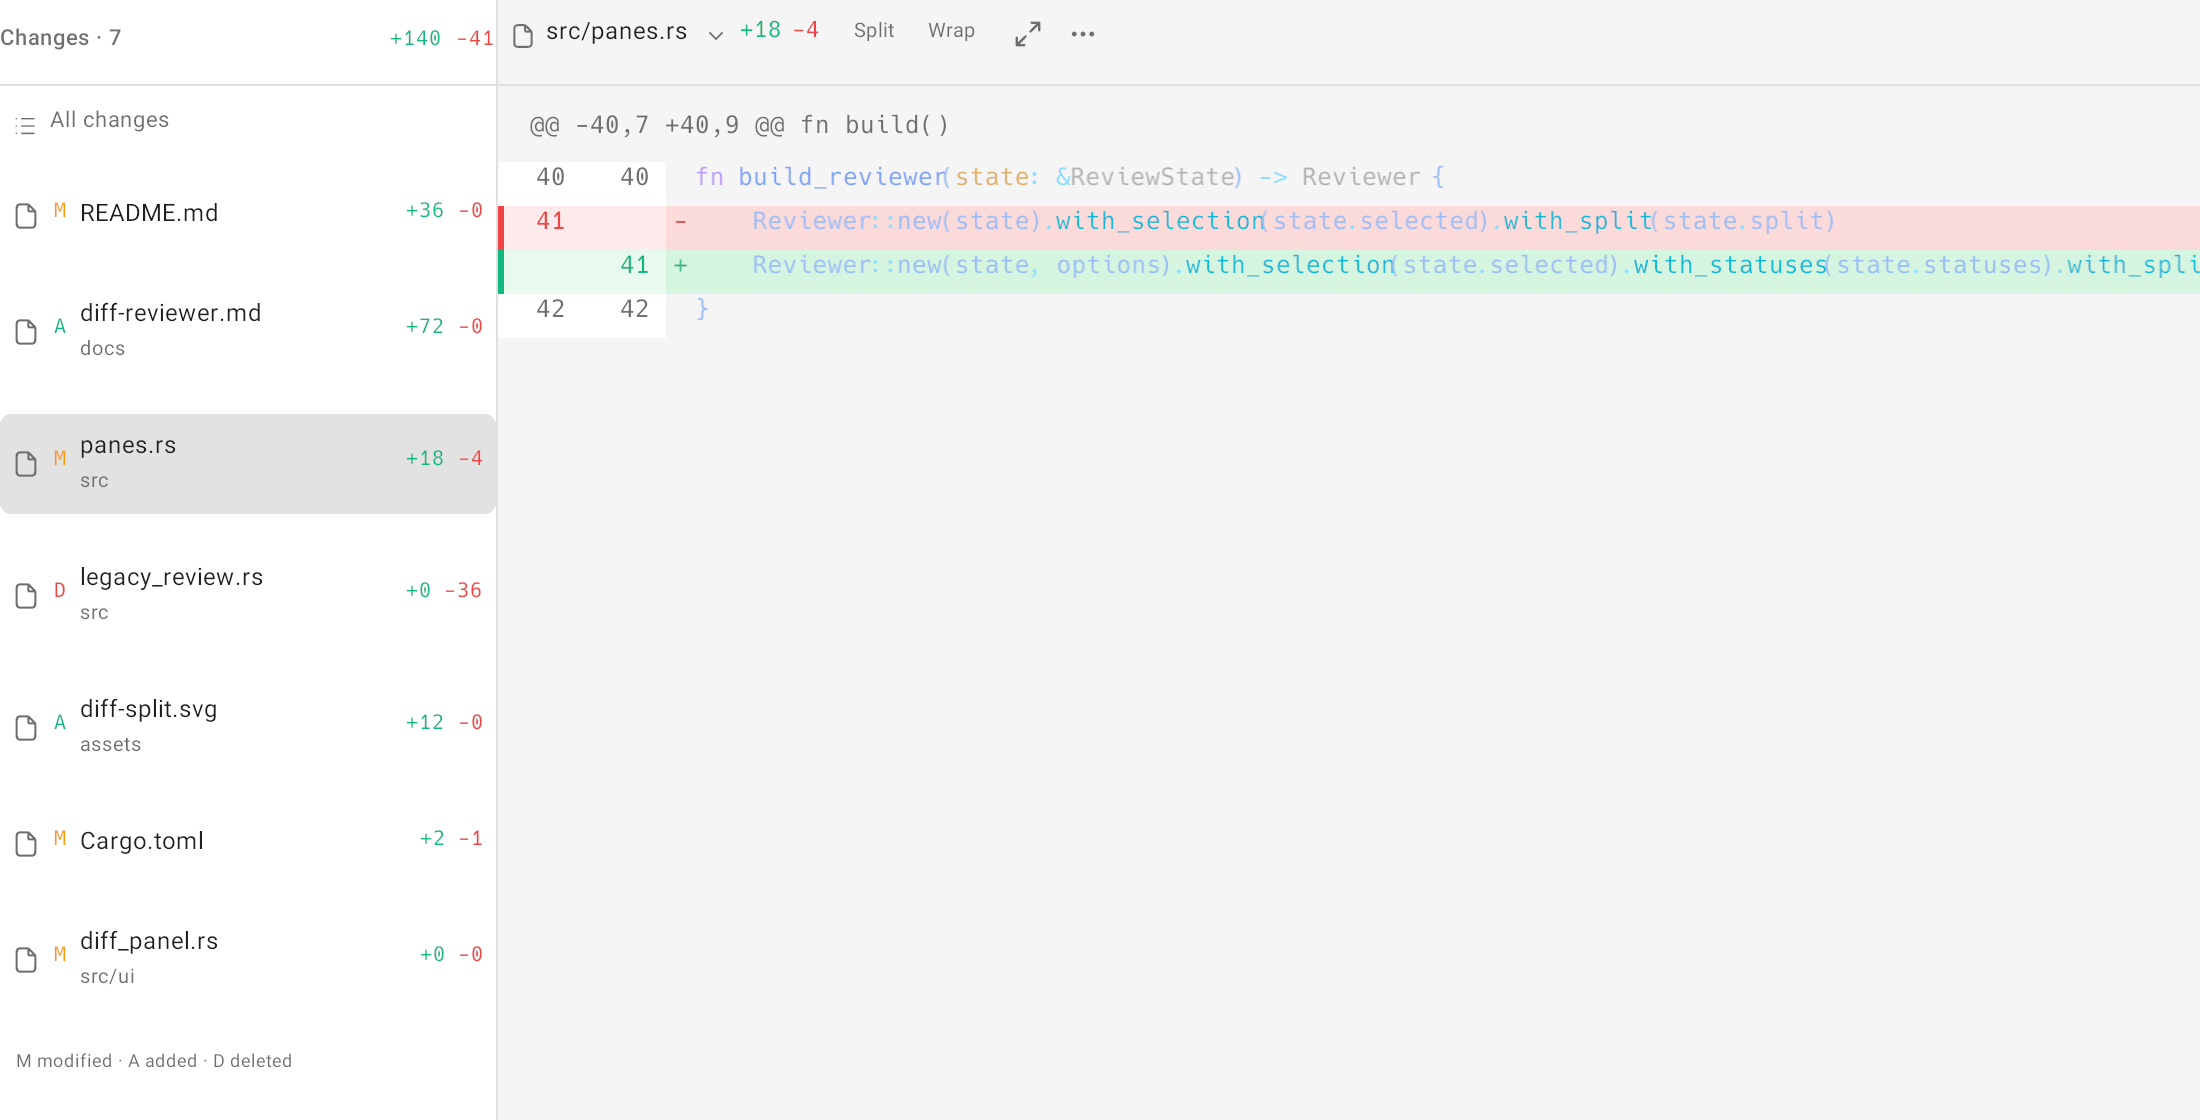 Changes · 7 +140 -41
All changes
M README.md +36 -0
A diff-reviewer.md +72 -0
docs
M panes.rs +18 -4
src
D legacy_review.rs +0 -36
src
A diff-split.svg +12 -0
assets
M Cargo.toml +2 -1
M diff_panel.rs +0 -0
src/ui
M modified · A added · D deleted
src/panes.rs +18 -4 Split Wrap
@@ -40,7 +40,9 @@ fn build()
40 40 fn build_reviewer(state: &ReviewState) -> Reviewer {
41 - Reviewer::new(state).with_selection(state.selected).with_split(state.split)
41 + Reviewer::new(state, options).with_selection(state.selected).with_statuses(state.statuses).with_spli
42 42 }